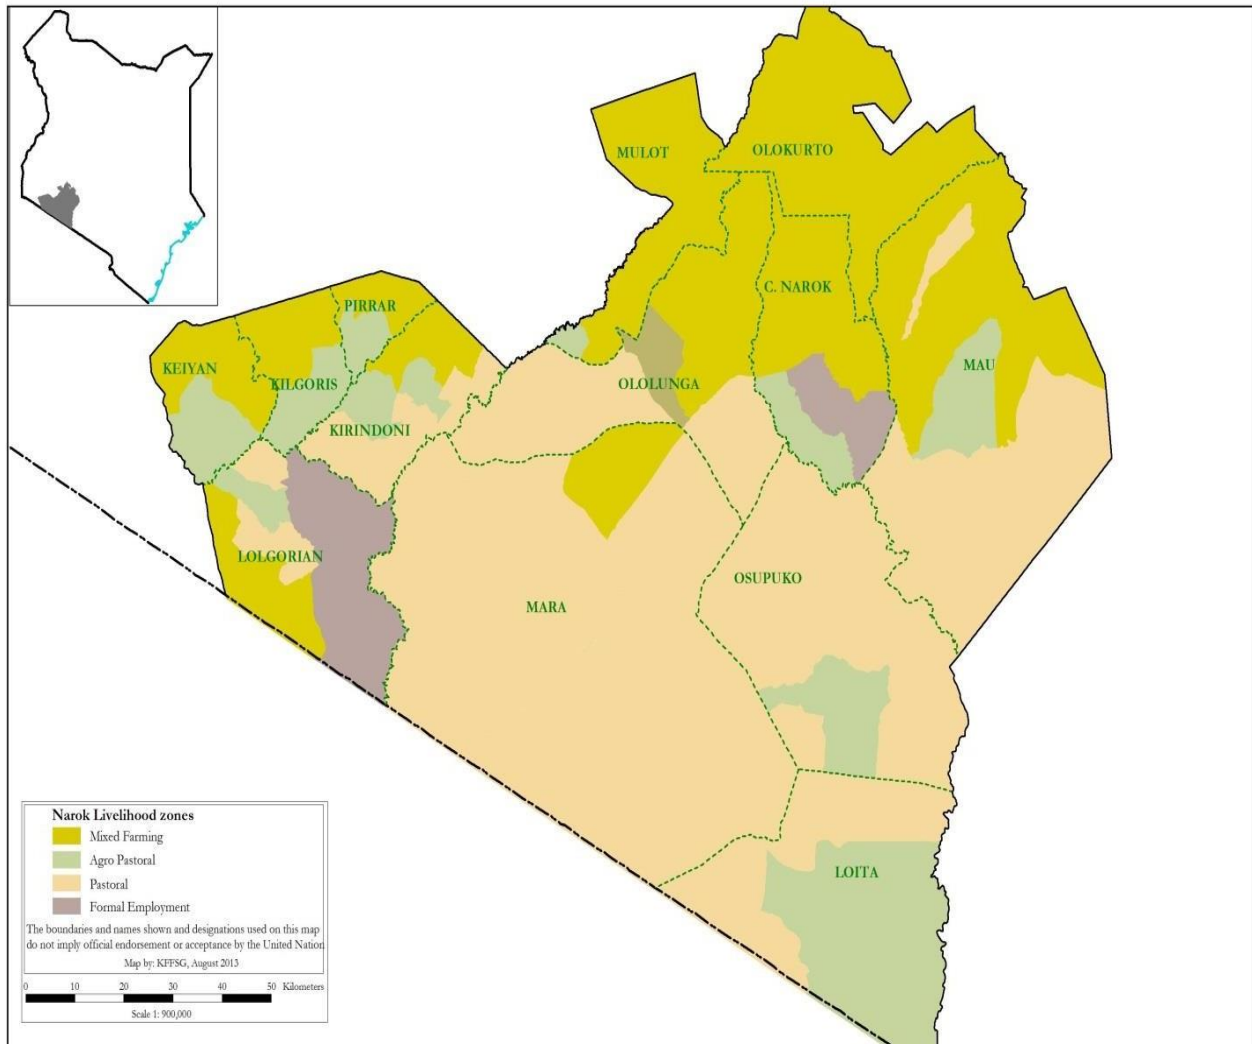 MULOT
OLOKURTO
C. NAROK
PIRRAR
KEIYAN
KILGORIS
OLOLUNGA
MAU
KIRINDONI
LOLGORIAN
OSUPUKO
MARA
LOITA
Narok Livelihood zones
Mixed Farming
Agro Pastoral
Pastoral
Formal Employment
The boundaries and names shown and designations used on this map
do not imply official endorsement or acceptance by the United Nation
Map by: KFFSG, August 2013
0 10 20 30 40 50 Kilometers
Scale 1: 900,000